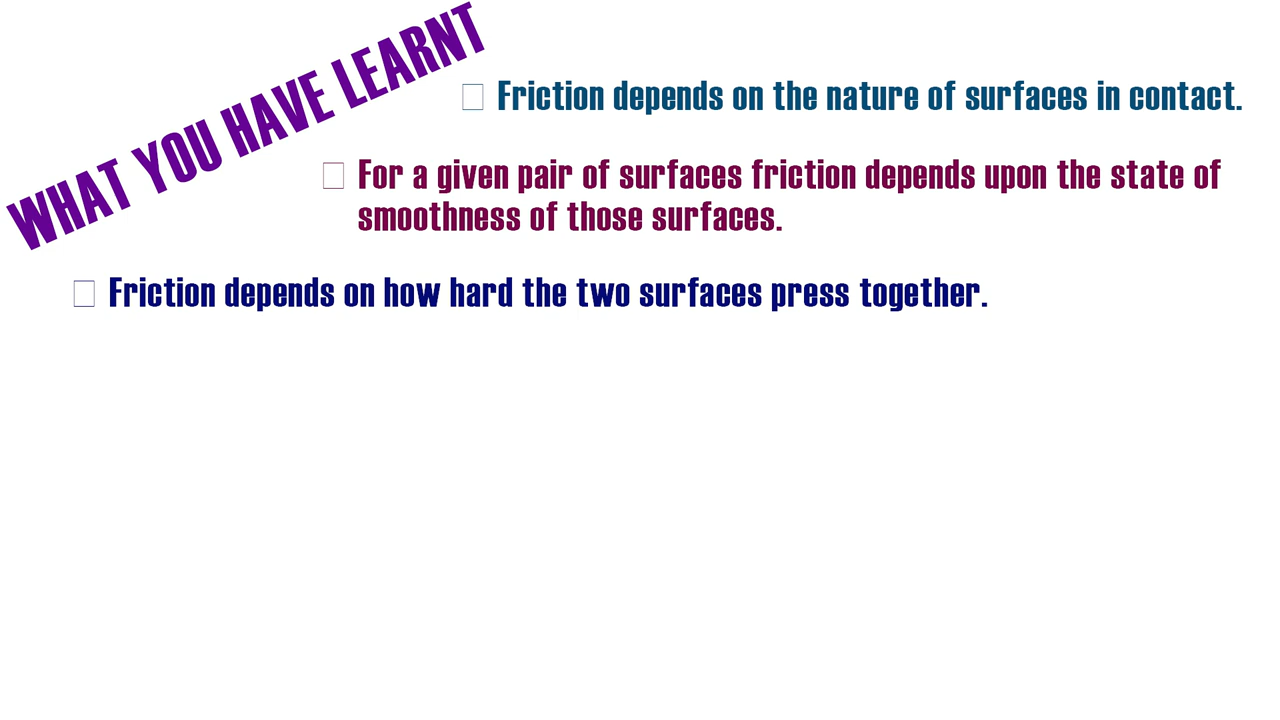 WHAT YOU HAVE LEARNT
Friction depends on the nature of surfaces in contact.
For a given pair of surfaces friction depends upon the state of
smoothness of those surfaces.
Friction depends on how hard the two surfaces press together.